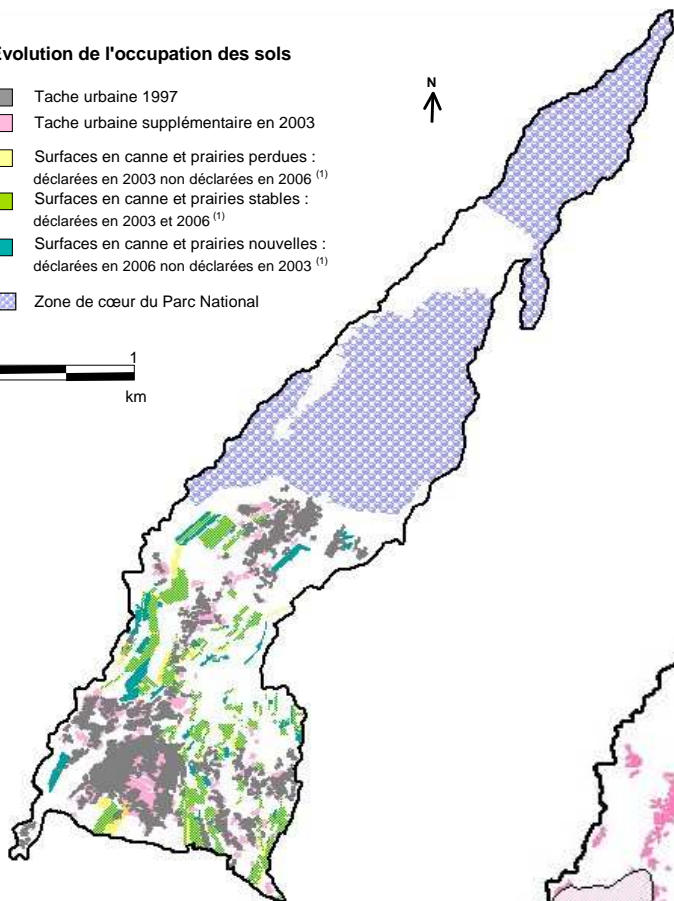 Evolution de l'occupation des sols
N
Tache urbaine 1997
Tache urbaine supplémentaire en 2003
Surfaces en canne et prairies perdues :
déclarées en 2003 non déclarées en 2006 (1)
Surfaces en canne et prairies stables :
déclarées en 2003 et 2006 (1)
Surfaces en canne et prairies nouvelles :
déclarées en 2006 non déclarées en 2003 (1)
Zone de cœur du Parc National
1
km